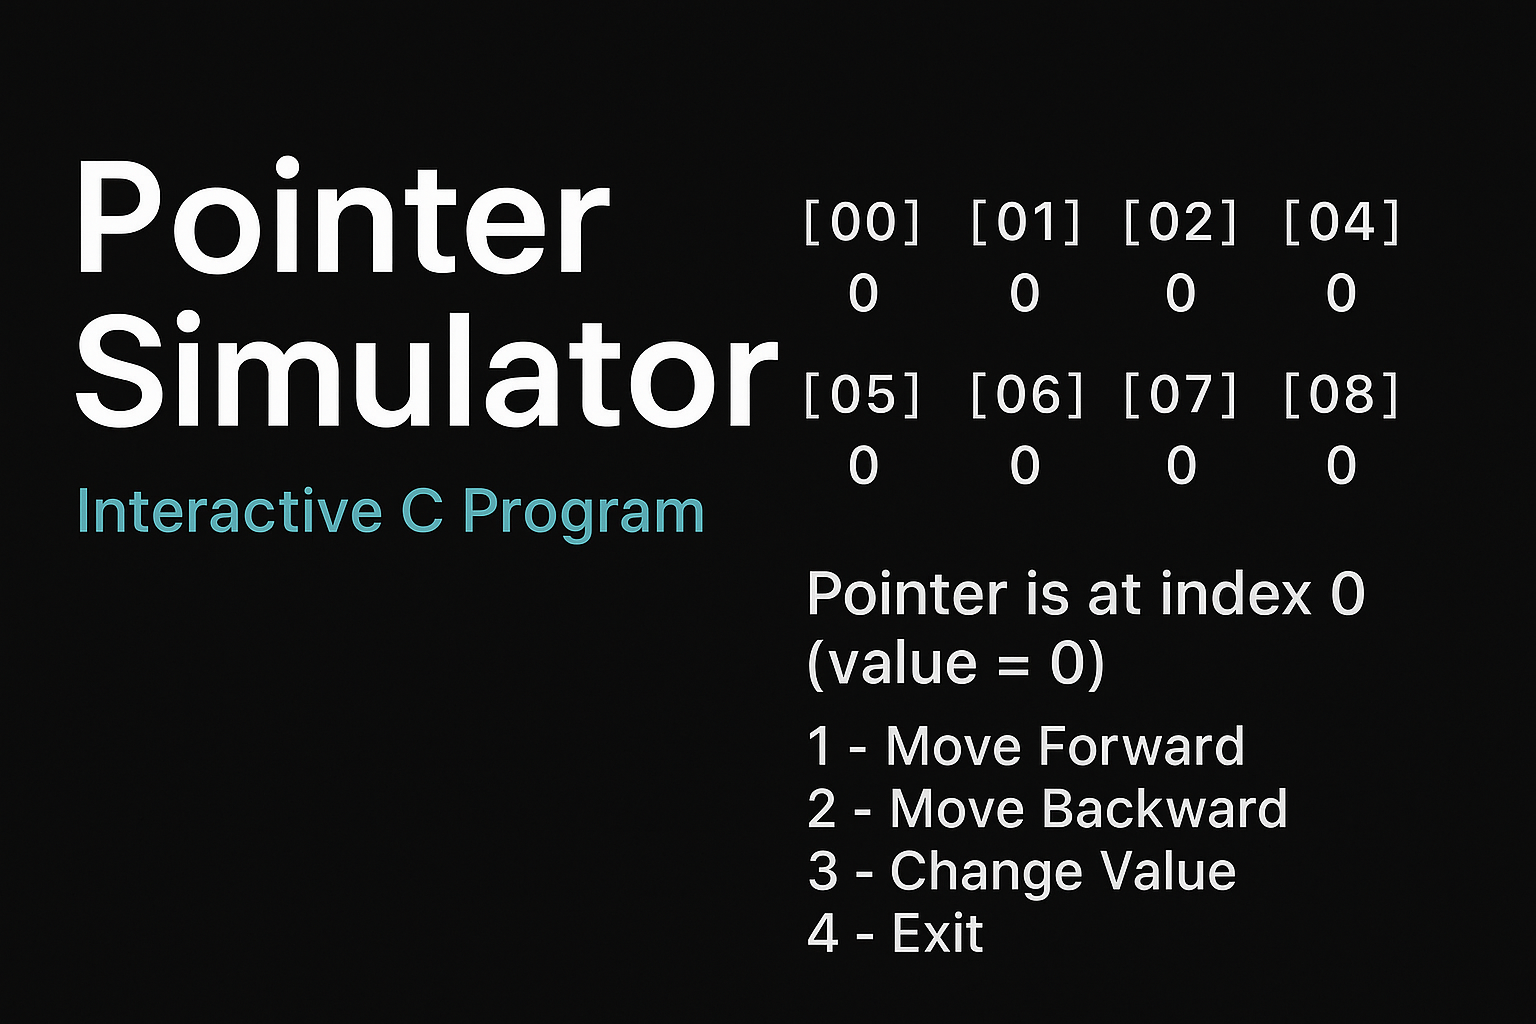 Pointer
Simulator
Interactive C Program
[00] [01] [02] [04]
0 0 0 0
[05] [06] [07] [08]
0 0 0 0
Pointer is at index 0
(value = 0)
1 - Move Forward
2 - Move Backward
3 - Change Value
4 - Exit